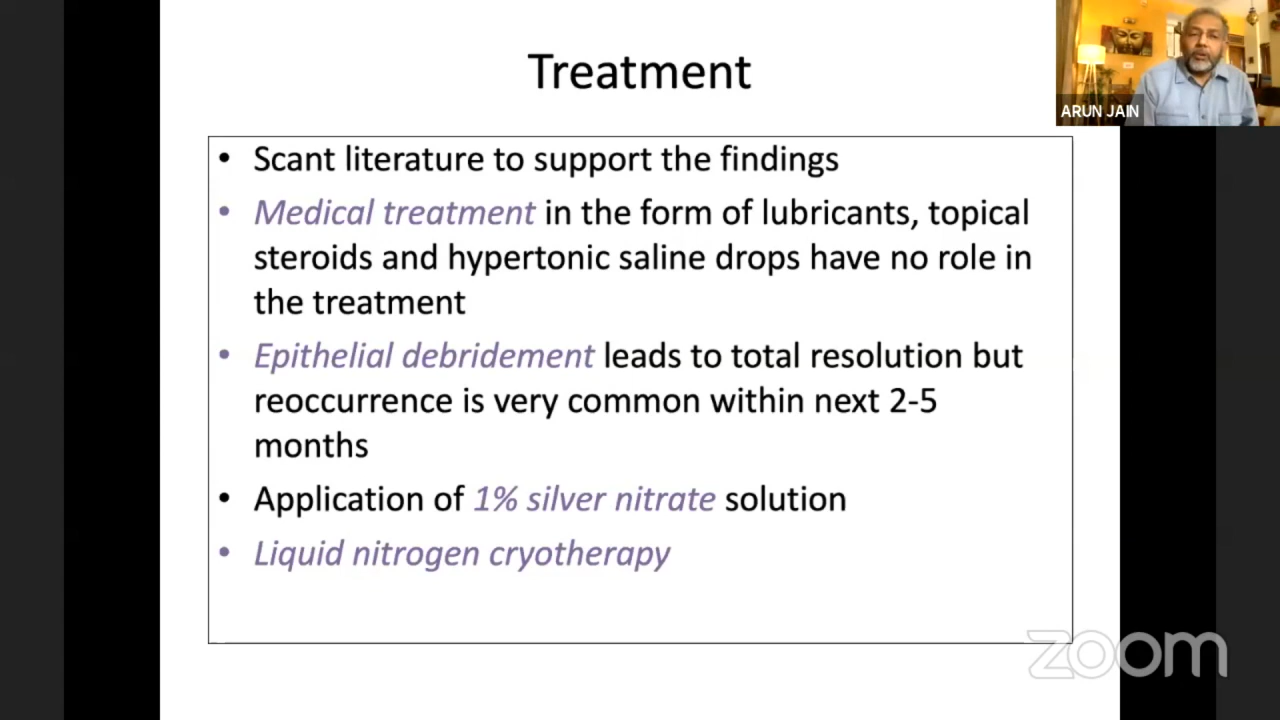 Treatment
ARUN JAIN
• Scant literature to support the findings
• Medical treatment in the form of lubricants, topical
steroids and hypertonic saline drops have no role in
the treatment
• Epithelial debridement leads to total resolution but
reoccurrence is very common within next 2-5
months
• Application of 1% silver nitrate solution
• Liquid nitrogen cryotherapy
zoom